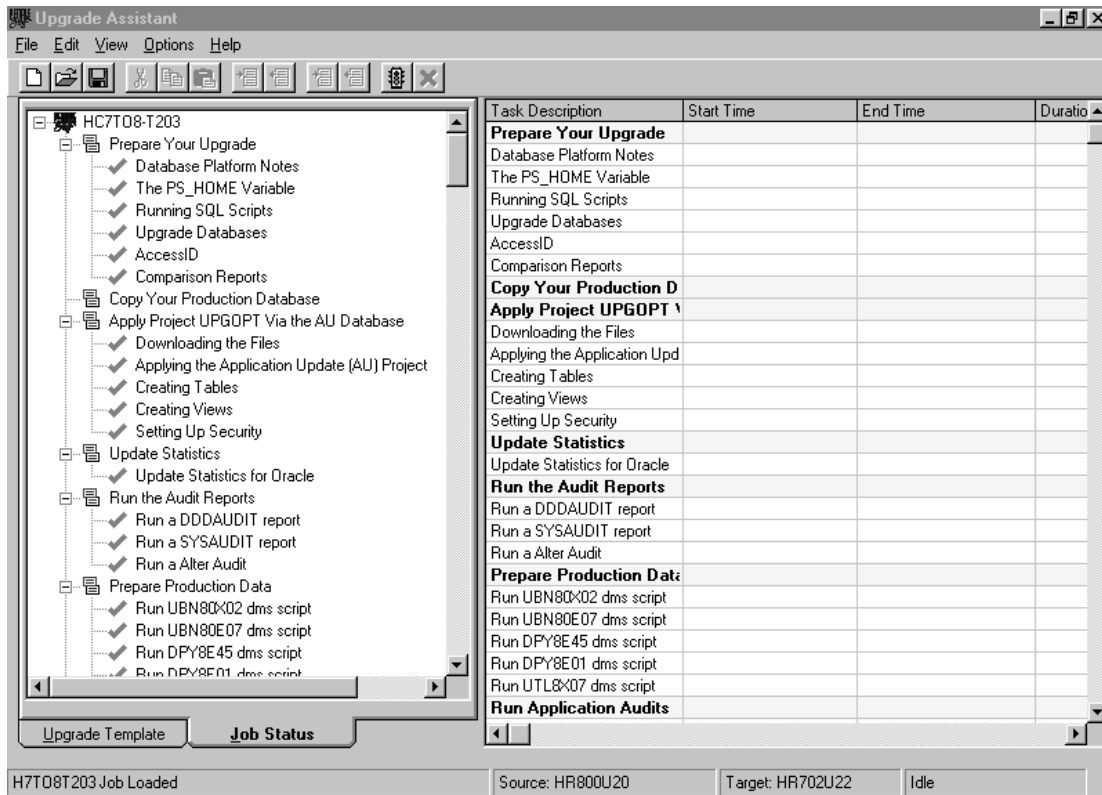 Upgrade Assistant
File Edit View Options Help
HC7TO8-T203
Prepare Your Upgrade
Database Platform Notes
The PS_HOME Variable
Running SQL Scripts
Upgrade Databases
AccessID
Comparison Reports
Copy Your Production Database
Apply Project UPGOPT Via the AU Database
Downloading the Files
Applying the Application Update (AU) Project
Creating Tables
Creating Views
Setting Up Security
Update Statistics
Update Statistics for Oracle
Run the Audit Reports
Run a DDDAUDIT report
Run a SYSAUDIT report
Run a Alter Audit
Prepare Production Data
Run UBN80X02 dms script
Run UBN80E07 dms script
Run DPY8E45 dms script
Run DPY8E01 dms script
Upgrade Template Job Status
Task Description Start Time End Time Duratio
Prepare Your Upgrade
Database Platform Notes
The PS_HOME Variable
Running SQL Scripts
Upgrade Databases
AccessID
Comparison Reports
Copy Your Production D
Apply Project UPGOPT
Downloading the Files
Applying the Application Upd
Creating Tables
Creating Views
Setting Up Security
Update Statistics
Update Statistics for Oracle
Run the Audit Reports
Run a DDDAUDIT report
Run a SYSAUDIT report
Run a Alter Audit
Prepare Production Data
Run UBN80X02 dms script
Run UBN80E07 dms script
Run DPY8E45 dms script
Run DPY8E01 dms script
Run UTL8X07 dms script
Run Application Audits
H7TO8T203 Job Loaded Source: HR800U20 Target: HR702U22 Idle